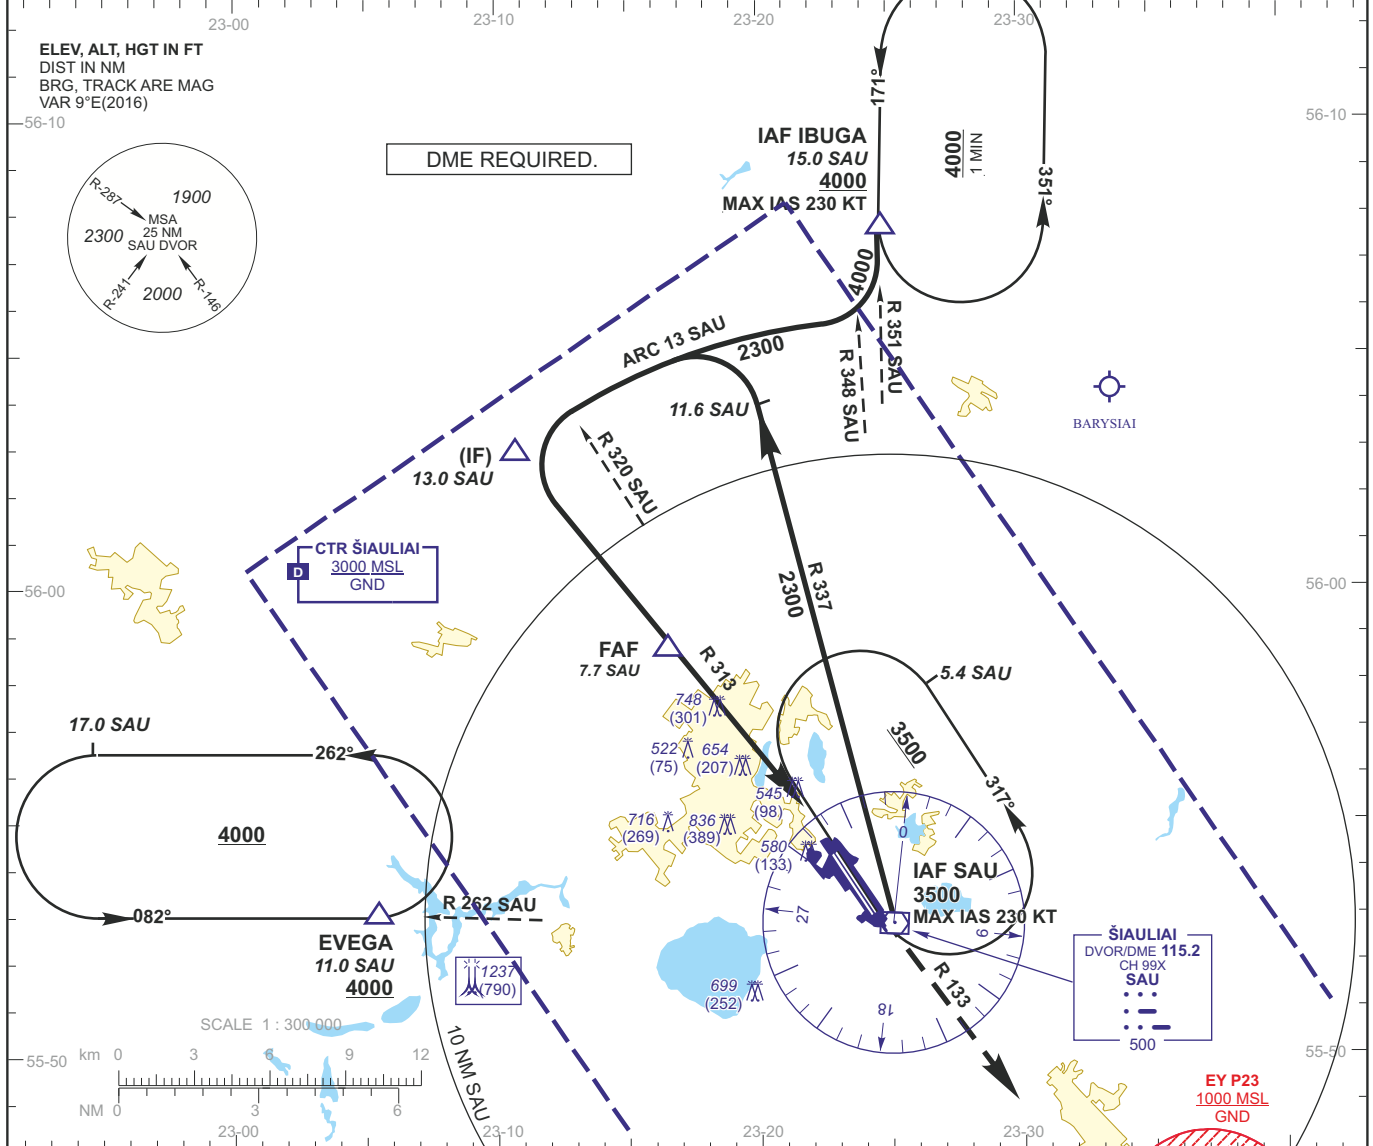 23-00
23-10
23-20
23-30
ELEV, ALT, HGT IN FT
DIST IN NM
BRG, TRACK ARE MAG
VAR 9°E(2016)
56-10
56-10
R-287
1900
MSA
25 NM
SAU DVOR
2300
R-241
2000
R-146
DME REQUIRED.
IAF IBUGA
15.0 SAU
4000
MAX IAS 230 KT
171°
4000
1 MIN
351°
4000
ARC 13 SAU
2300
R 351 SAU
R 348 SAU
11.6 SAU
BARYSIAI
(IF)
13.0 SAU
R 320 SAU
CTR ŠIAULIAI
D
3000 MSL
GND
56-00
56-00
R 337
2300
FAF
7.7 SAU
R 313
5.4 SAU
748
(301)
522
(75)
654
(207)
545
(98)
716
(269)
836
(389)
580
(133)
3500
317°
17.0 SAU
262°
4000
082°
R 262 SAU
EVEGA
11.0 SAU
4000
1237
(790)
699
(252)
0
9
18
27
IAF SAU
3500
MAX IAS 230 KT
R 133
ŠIAULIAI
DVOR/DME 115.2
CH 99X
SAU
500
10 NM SAU
SCALE 1 : 300 000
km 0 3 6 9 12
NM 0 3 6
55-50
55-50
EY P23
1000 MSL
GND
23-00
23-10
23-20
23-30